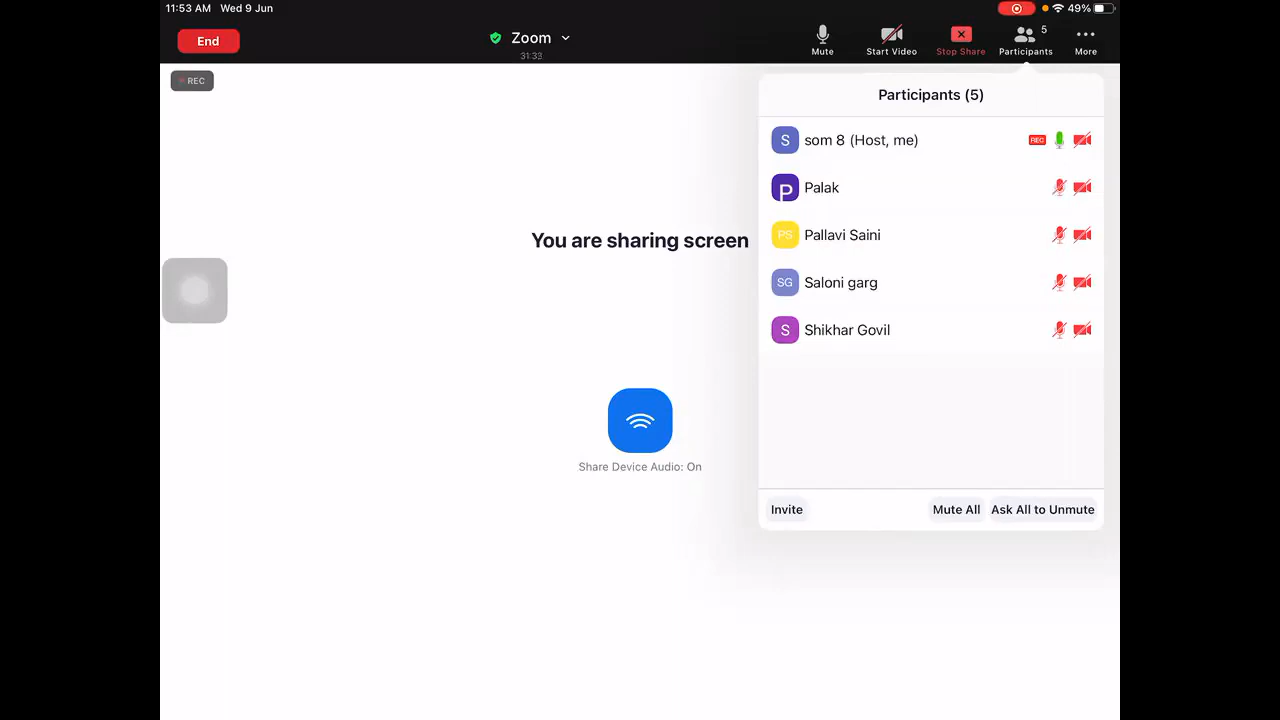 11:53 AM Wed 9 Jun
49%
End
Zoom
31:33
Mute
Start Video
Stop Share
Participants
5
More
REC
Participants (5)
S som 8 (Host, me) REC
P Palak
PS Pallavi Saini
SG Saloni garg
S Shikhar Govil
You are sharing screen
Share Device Audio: On
Invite Mute All Ask All to Unmute